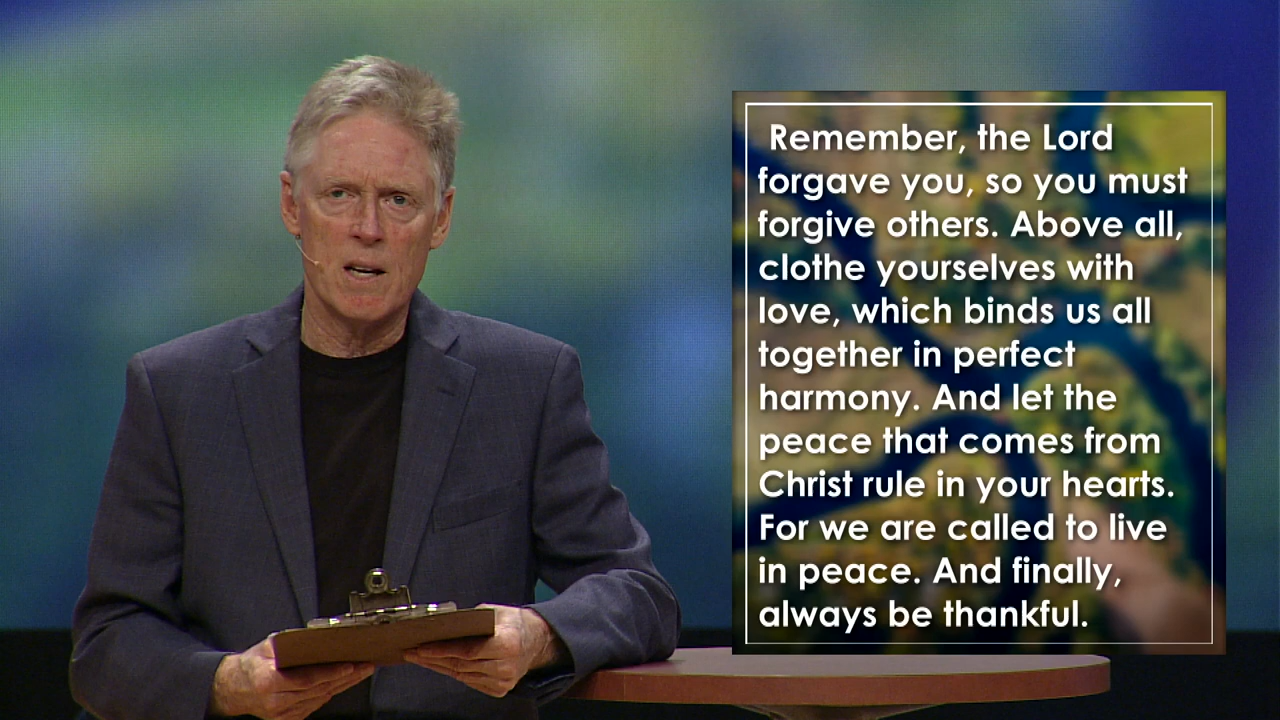 Remember, the Lord
forgave you, so you must
forgive others. Above all,
clothe yourselves with
love, which binds us all
together in perfect
harmony. And let the
peace that comes from
Christ rule in your hearts.
For we are called to live
in peace. And finally,
always be thankful.